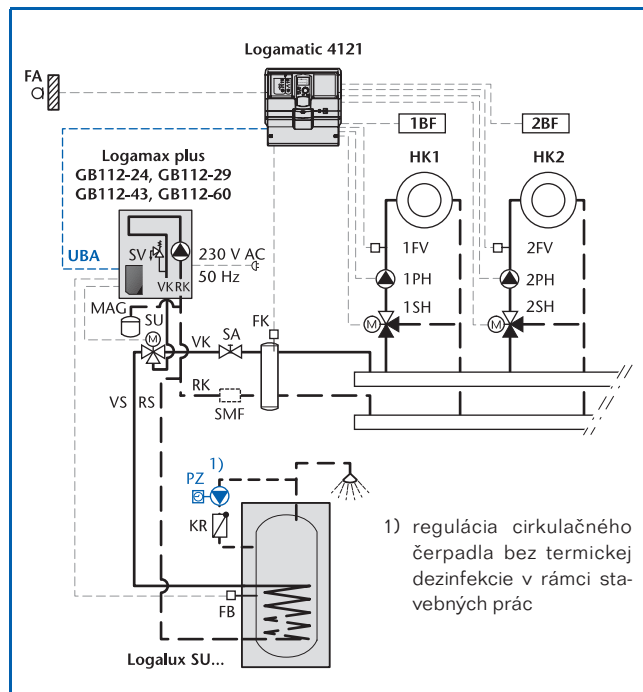 Logamatic 4121
FA
1BF
2BF
Logamax plus
GB112-24, GB112-29
GB112-43, GB112-60
HK1
HK2
UBA
SV
230 V AC
50 Hz
VK RK
1FV
2FV
1PH
2PH
MAG
SU
M
VK
SA
FK
M
1SH
M
2SH
RK
SMF
VS
RS
1)
PZ
KR
FB
Logalux SU...
1) regulácia cirkulačného
čerpadla bez termickej
dezinfekcie v rámci sta-
vebných prác